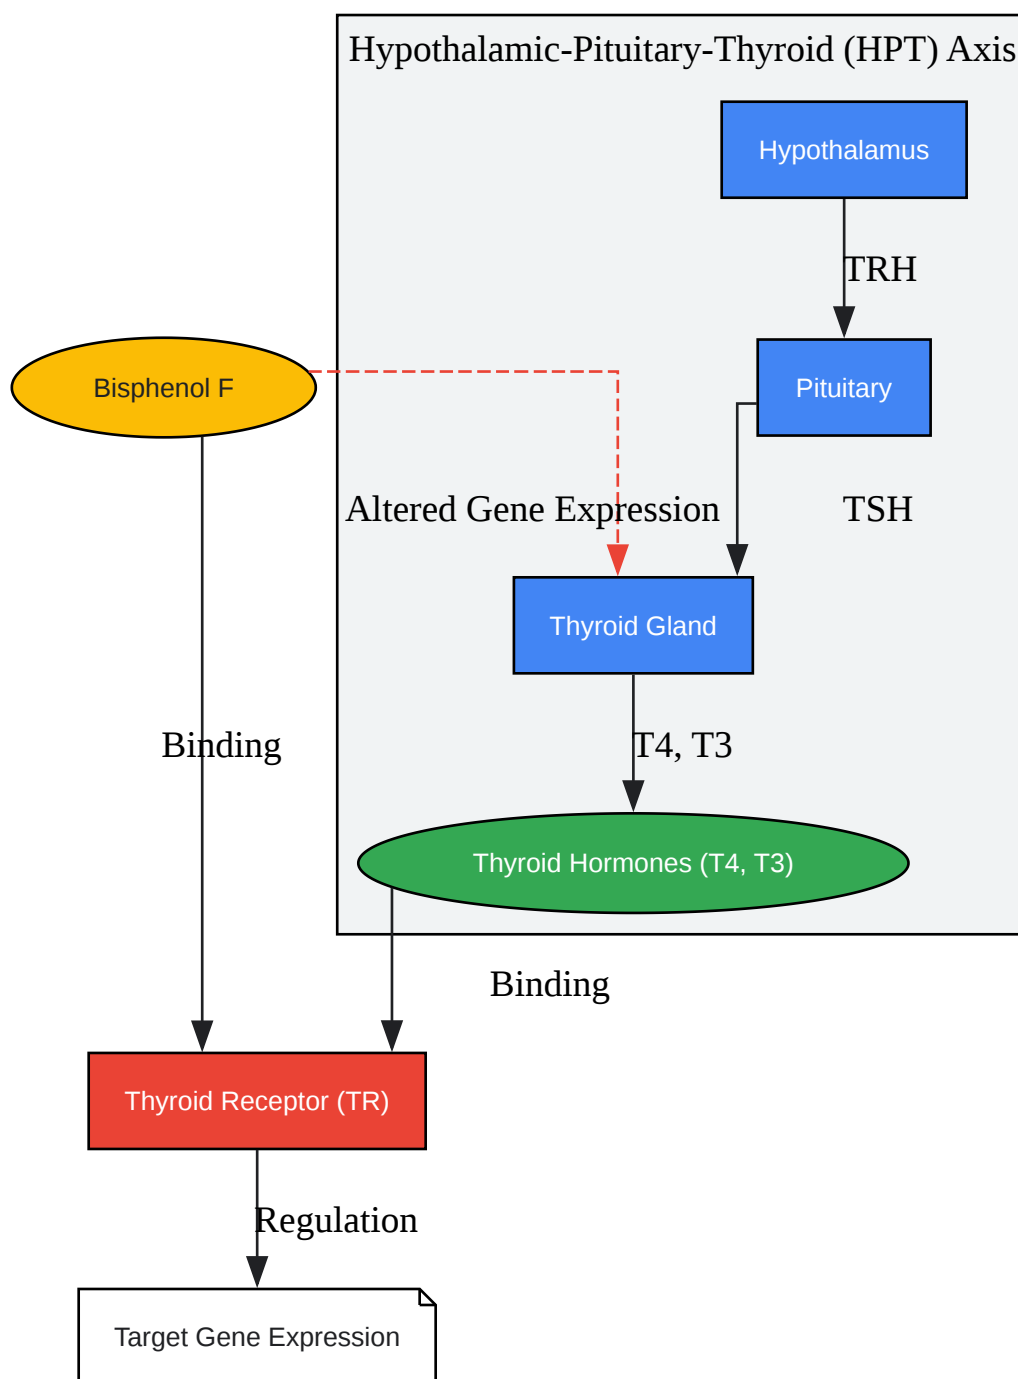 Hypothalamic-Pituitary-Thyroid (HPT) Axis
Hypothalamus
TRH
Bisphenol F
Pituitary
Altered Gene Expression
TSH
Thyroid Gland
Binding
T4, T3
Thyroid Hormones (T4, T3)
Binding
Thyroid Receptor (TR)
Regulation
Target Gene Expression